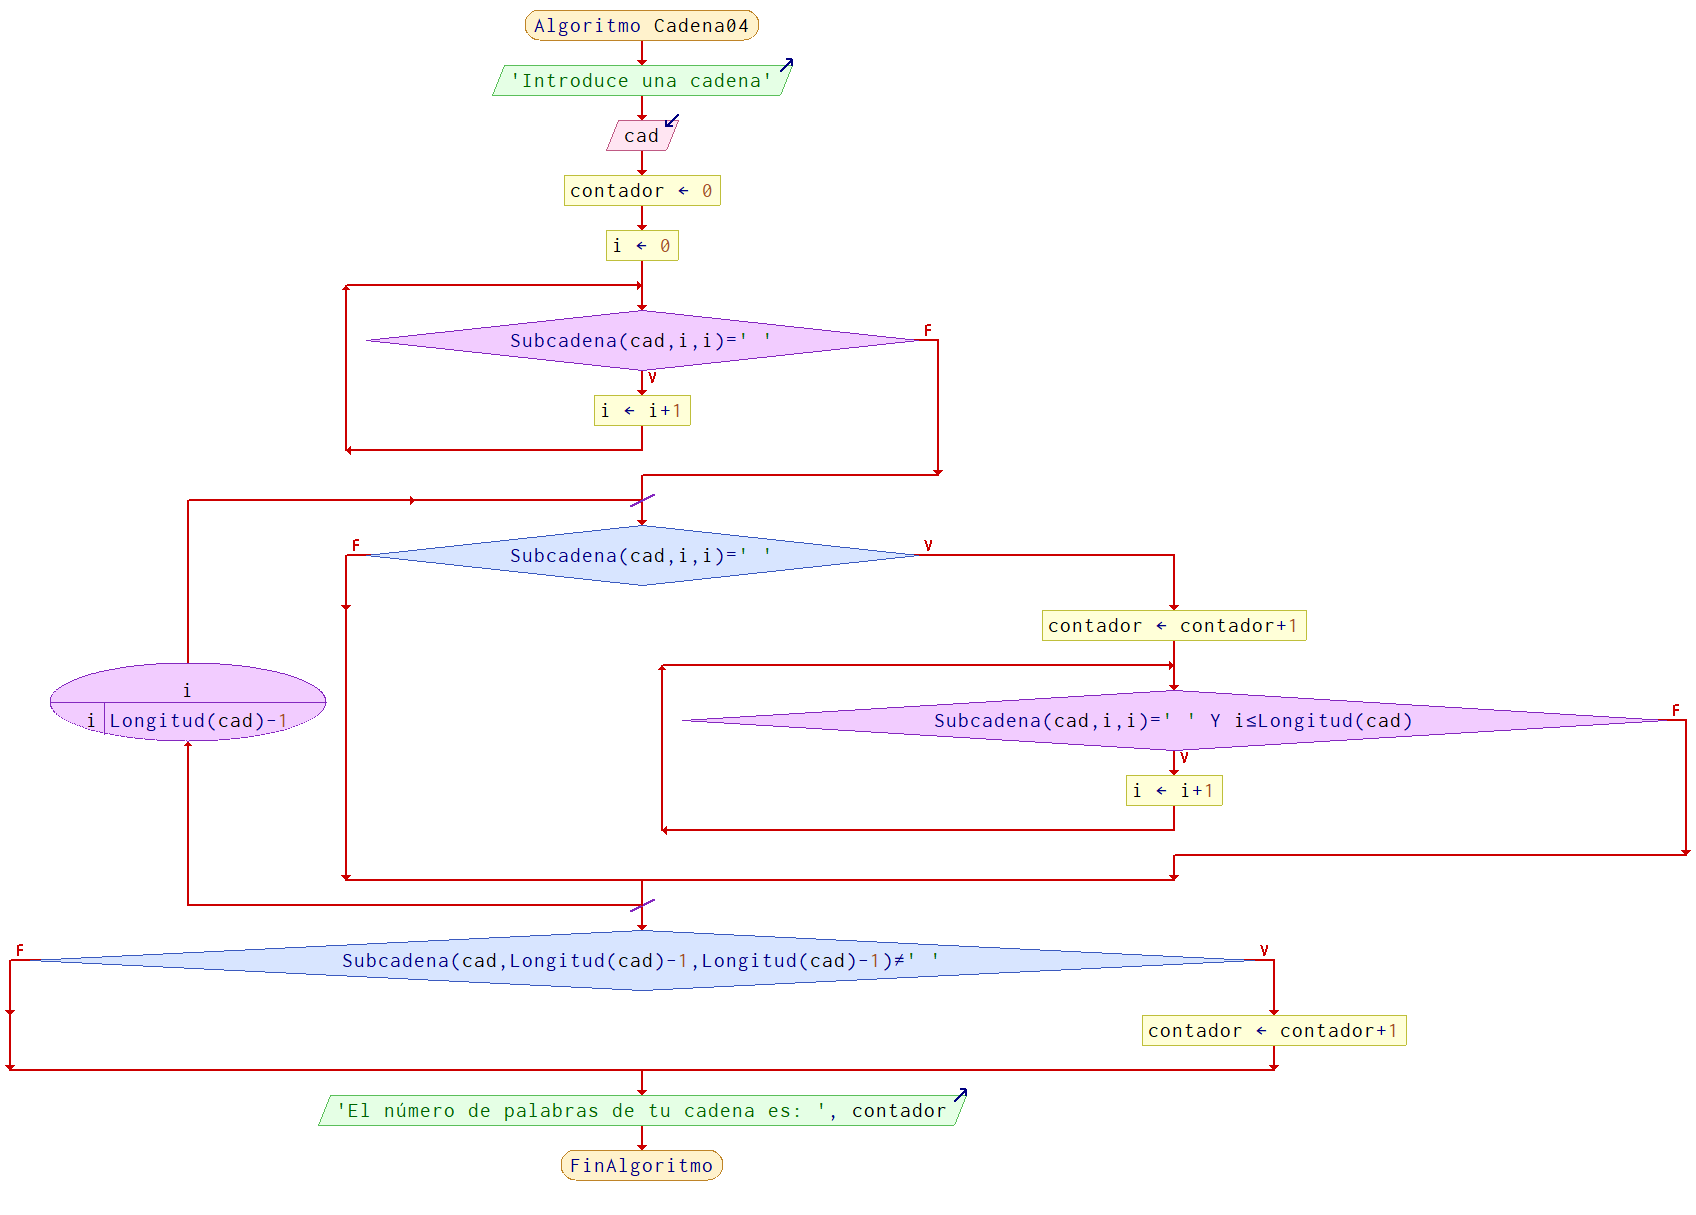 Algoritmo Cadena04
'Introduce una cadena'
cad
contador ← 0
i ← 0
Subcadena(cad,i,i)=' '
F
V
i ← i+1
F
Subcadena(cad,i,i)=' '
V
contador ← contador+1
i
i Longitud(cad)-1
Subcadena(cad,i,i)=' ' Y i≤Longitud(cad)
F
V
i ← i+1
F
Subcadena(cad,Longitud(cad)-1,Longitud(cad)-1)≠' '
V
contador ← contador+1
'El número de palabras de tu cadena es: ', contador
FinAlgoritmo